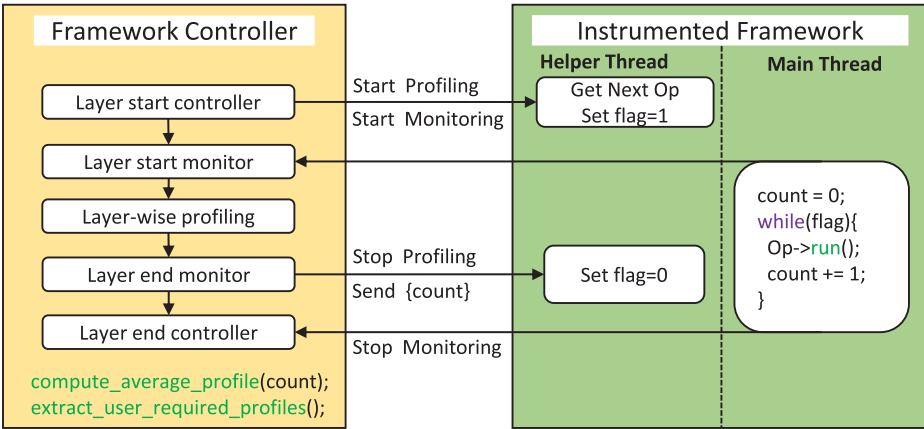 Framework Controller
Layer start controller
Layer start monitor
Layer-wise profiling
Layer end monitor
Layer end controller
compute_average_profile(count);
extract_user_required_profiles();
Start Profiling
Start Monitoring
Stop Profiling
Send {count}
Stop Monitoring
Instrumented Framework
Helper Thread
Get Next Op
Set flag=1
Set flag=0
Main Thread
count = 0;
while(flag){
Op->run();
count += 1;
}